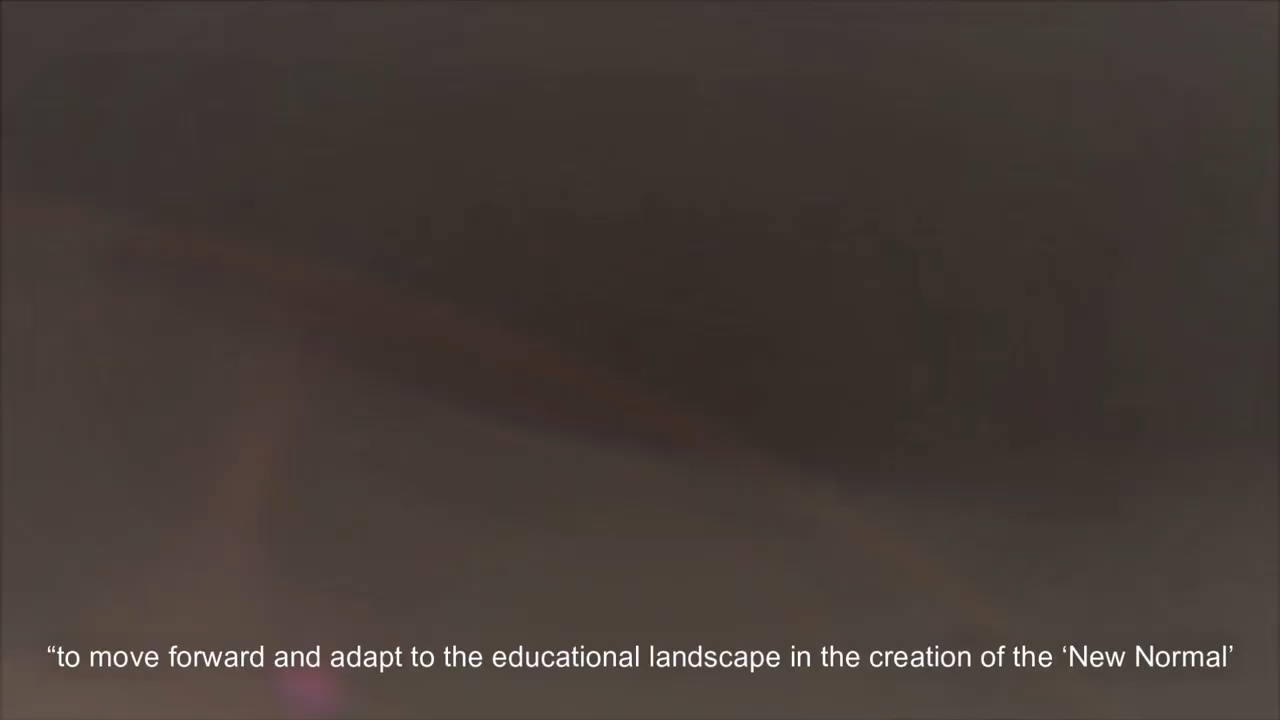 “to move forward and adapt to the educational landscape in the creation of the ‘New Normal’